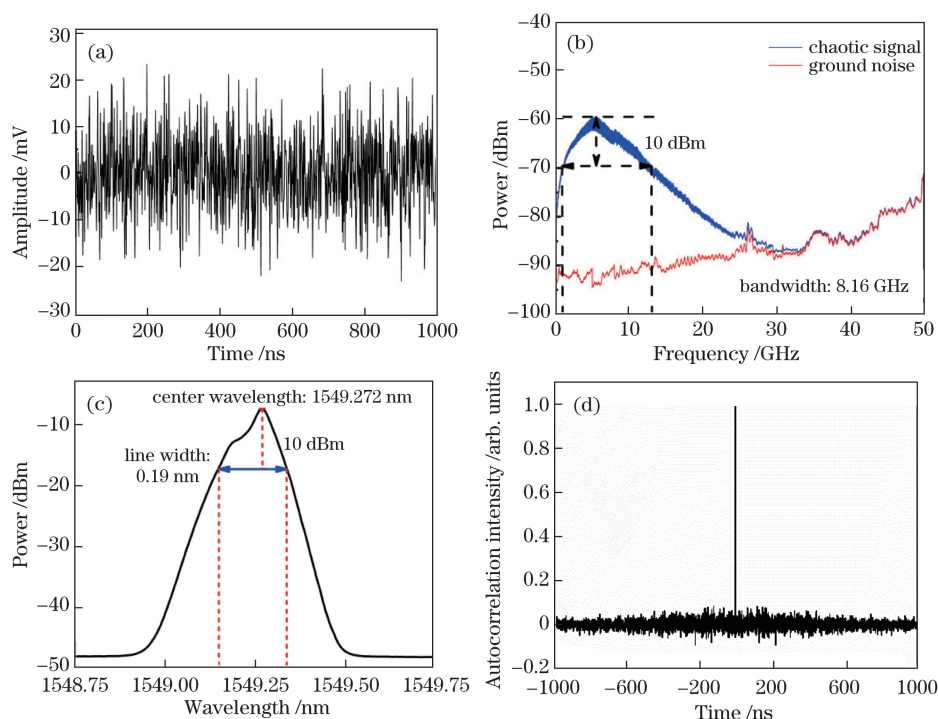 (a)
Amplitude /mV
30
20
10
0
−10
−20
−30
0 200 400 600 800 1000
Time /ns
(b)
chaotic signal
ground noise
10 dBm
bandwidth: 8.16 GHz
Power /dBm
−40
−50
−60
−70
−80
−90
−100
0 10 20 30 40 50
Frequency /GHz
(c)
center wavelength: 1549.272 nm
10 dBm
line width:
0.19 nm
Power /dBm
−10
−20
−30
−40
−50
1548.75 1549.00 1549.25 1549.50 1549.75
Wavelength /nm
(d)
Autocorrelation intensity /arb. units
1.0
0.8
0.6
0.4
0.2
0
−0.2
−1000 −600 −200 200 600 1000
Time /ns